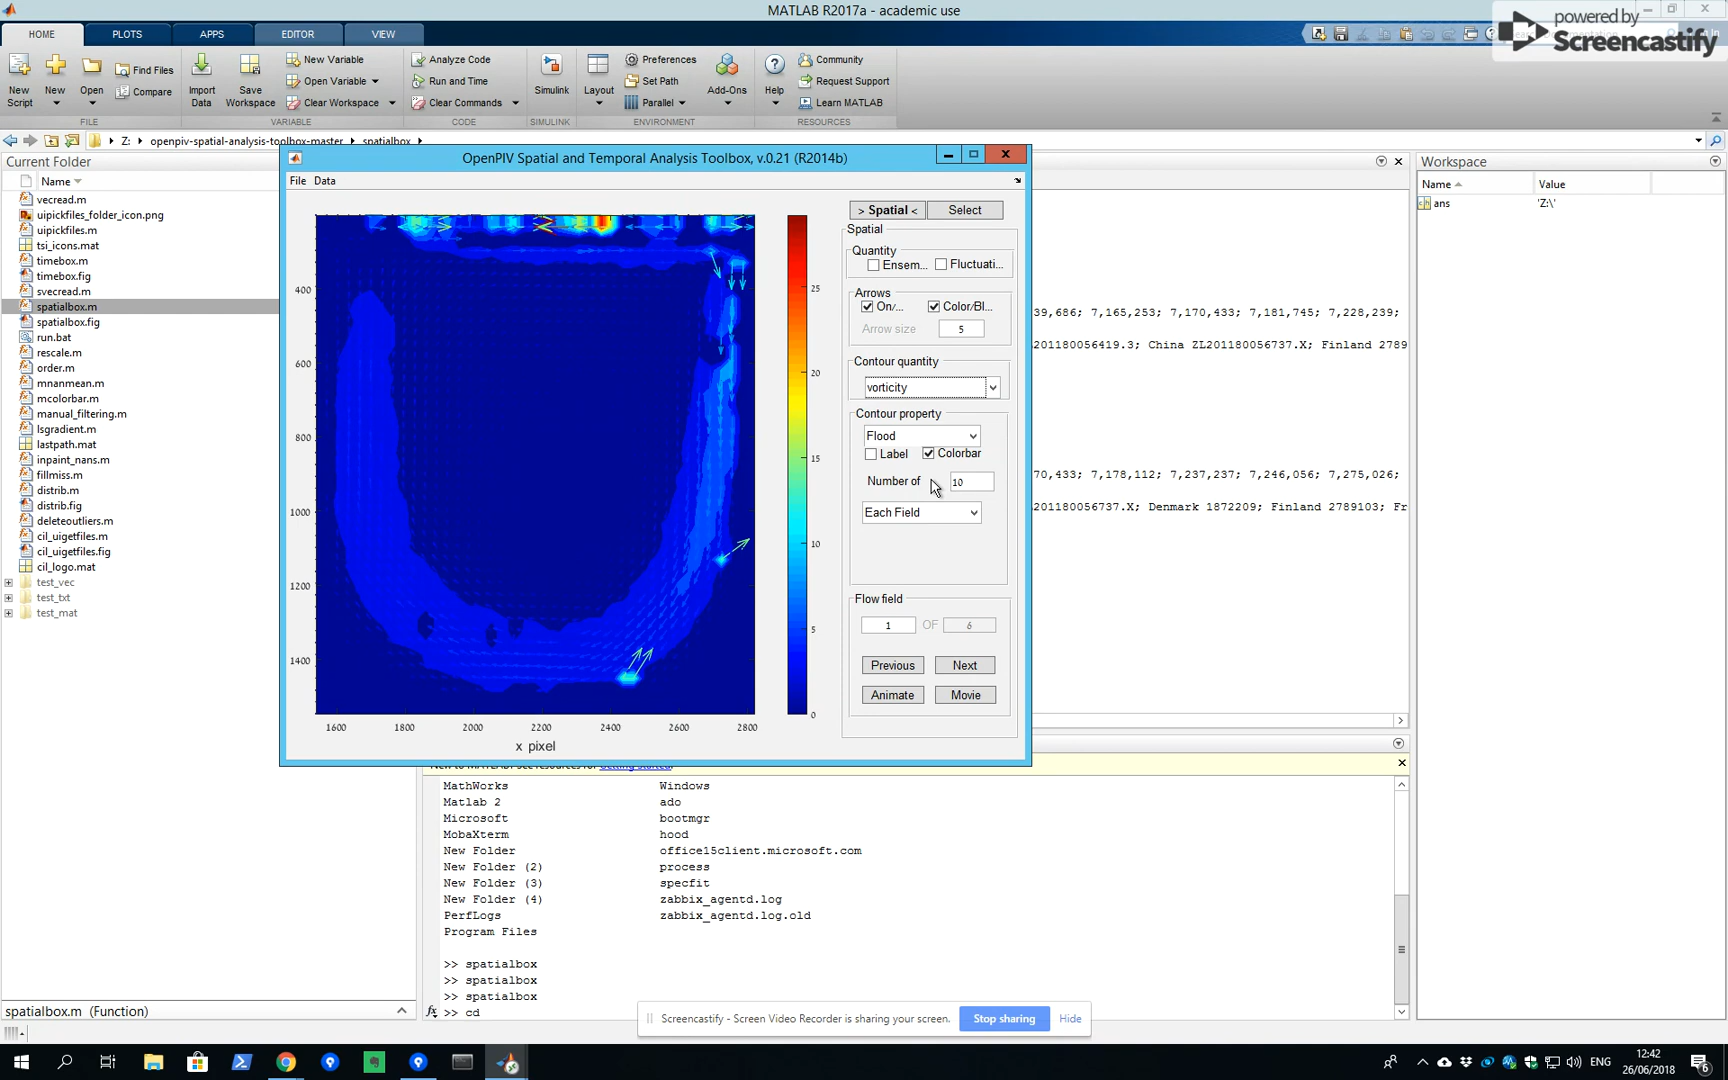 MATLAB R2017a - academic use
powered by
Screencastify
HOME
PLOTS
APPS
EDITOR
VIEW
New Script
New
Open
Find Files
Compare
Import Data
Save Workspace
New Variable
Open Variable
Clear Workspace
Analyze Code
Run and Time
Clear Commands
Simulink
Layout
Preferences
Set Path
Parallel
Add-Ons
Help
Community
Request Support
Learn MATLAB
FILE
VARIABLE
CODE
SIMULINK
ENVIRONMENT
RESOURCES
Z: openpiv-spatial-analysis-toolbox-master spatialbox
Current Folder
Name
vecread.m
uipickfiles_folder_icon.png
uipickfiles.m
tsi_icons.mat
timebox.m
timebox.fig
svecread.m
spatialbox.m
spatialbox.fig
run.bat
rescale.m
order.m
mnanmean.m
mcolorbar.m
manual_filtering.m
lsgradient.m
lastpath.mat
inpaint_nans.m
fillmiss.m
distrib.m
distrib.fig
deleteoutliers.m
cil_uigetfiles.m
cil_uigetfiles.fig
cil_logo.mat
test_vec
test_txt
test_mat
spatialbox.m (Function)
OpenPIV Spatial and Temporal Analysis Toolbox, v.0.21 (R2014b)
File Data
400
600
800
1000
1200
1400
1600 1800 2000 2200 2400 2600 2800
x pixel
25
20
15
10
5
0
> Spatial <
Select
Spatial
Quantity
Ensem...
Fluctuati...
Arrows
On/...
Color/Bl...
Arrow size
5
Contour quantity
vorticity
Contour property
Flood
Label
Colorbar
Number of
10
Each Field
Flow field
1 OF 6
Previous
Next
Animate
Movie
39,686; 7,165,253; 7,170,433; 7,181,745; 7,228,239;
201180056419.3; China ZL201180056737.X; Finland 2789
70,433; 7,178,112; 7,237,237; 7,246,056; 7,275,026;
201180056737.X; Denmark 1872209; Finland 2789103; Fr
Workspace
Name Value
ans 'Z:\'
MathWorks Windows
Matlab 2 ado
Microsoft bootmgr
MobaXterm hood
New Folder office15client.microsoft.com
New Folder (2) process
New Folder (3) specfit
New Folder (4) zabbix_agentd.log
PerfLogs zabbix_agentd.log.old
Program Files
>> spatialbox
>> spatialbox
>> spatialbox
fx >> cd
Screencastify - Screen Video Recorder is sharing your screen.
Stop sharing
Hide
ENG
12:42
26/06/2018
6